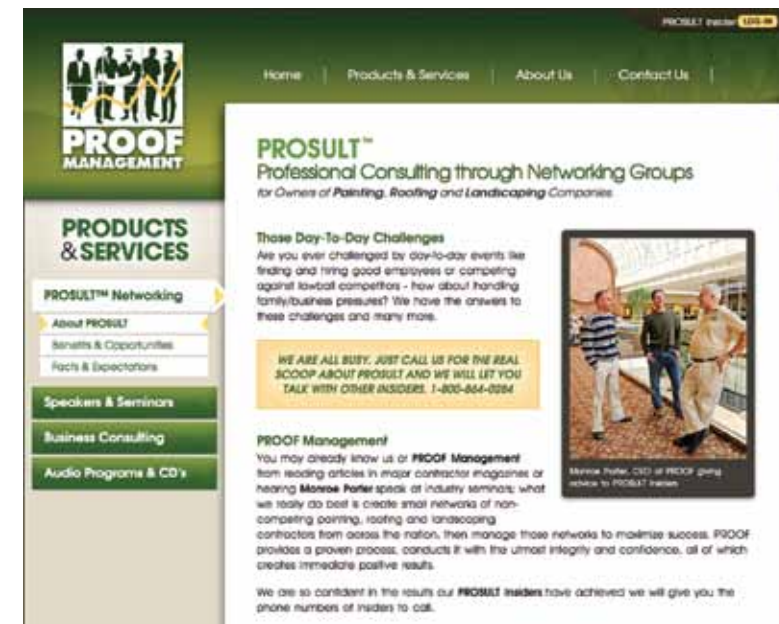 PROSULT Insider LOG-IN
Home | Products & Services | About Us | Contact Us |
PROOF
MANAGEMENT
PRODUCTS
& SERVICES
PROSULT™ Networking
About PROSULT
Benefits & Opportunities
Facts & Expectations
Speakers & Seminars
Business Consulting
Audio Programs & CD's
PROSULT™
Professional Consulting through Networking Groups
for Owners of Painting, Roofing and Landscaping Companies
Those Day-To-Day Challenges
Are you ever challenged by day-to-day events like
finding and hiring good employees or competing
against lowball competitors - how about handling
family/business pressures? We have the answers to
these challenges and many more.
WE ARE ALL BUSY. JUST CALL US FOR THE REAL
SCOOP ABOUT PROSULT AND WE WILL LET YOU
TALK WITH OTHER INSIDERS. 1-800-864-0284
Monroe Porter, CEO of PROOF giving
advice to PROSULT Insiders
PROOF Management
You may already know us at PROOF Management
from reading articles in major contractor magazines or
hearing Monroe Porter speak at industry seminars; what
we really do best is create small networks of non-
competing painting, roofing and landscaping
contractors from across the nation, then manage those networks to maximize success. PROOF
provides a proven process, conducts it with the utmost integrity and confidence, all of which
creates immediate positive results.
We are so confident in the results our PROSULT Insiders have achieved we will give you the
phone numbers of Insiders to call.